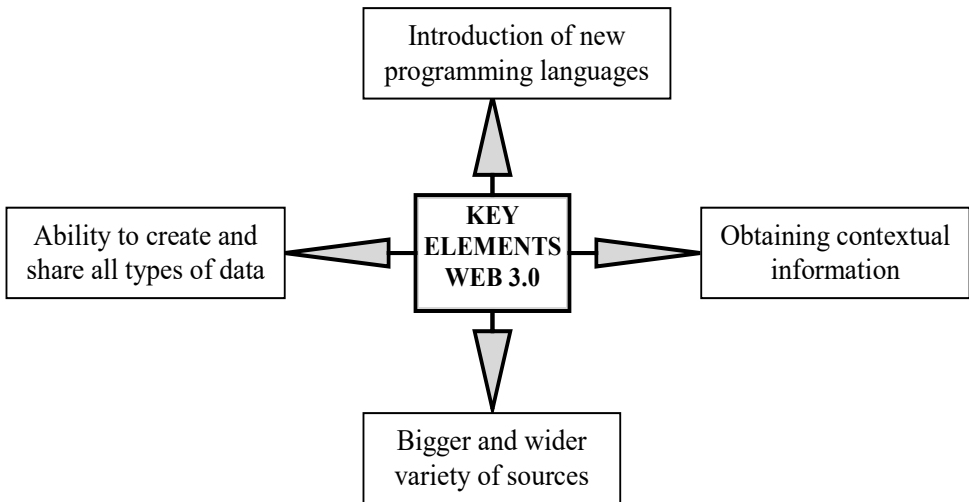 Introduction of new
programming languages
Ability to create and
share all types of data
KEY
ELEMENTS
WEB 3.0
Obtaining contextual
information
Bigger and wider
variety of sources